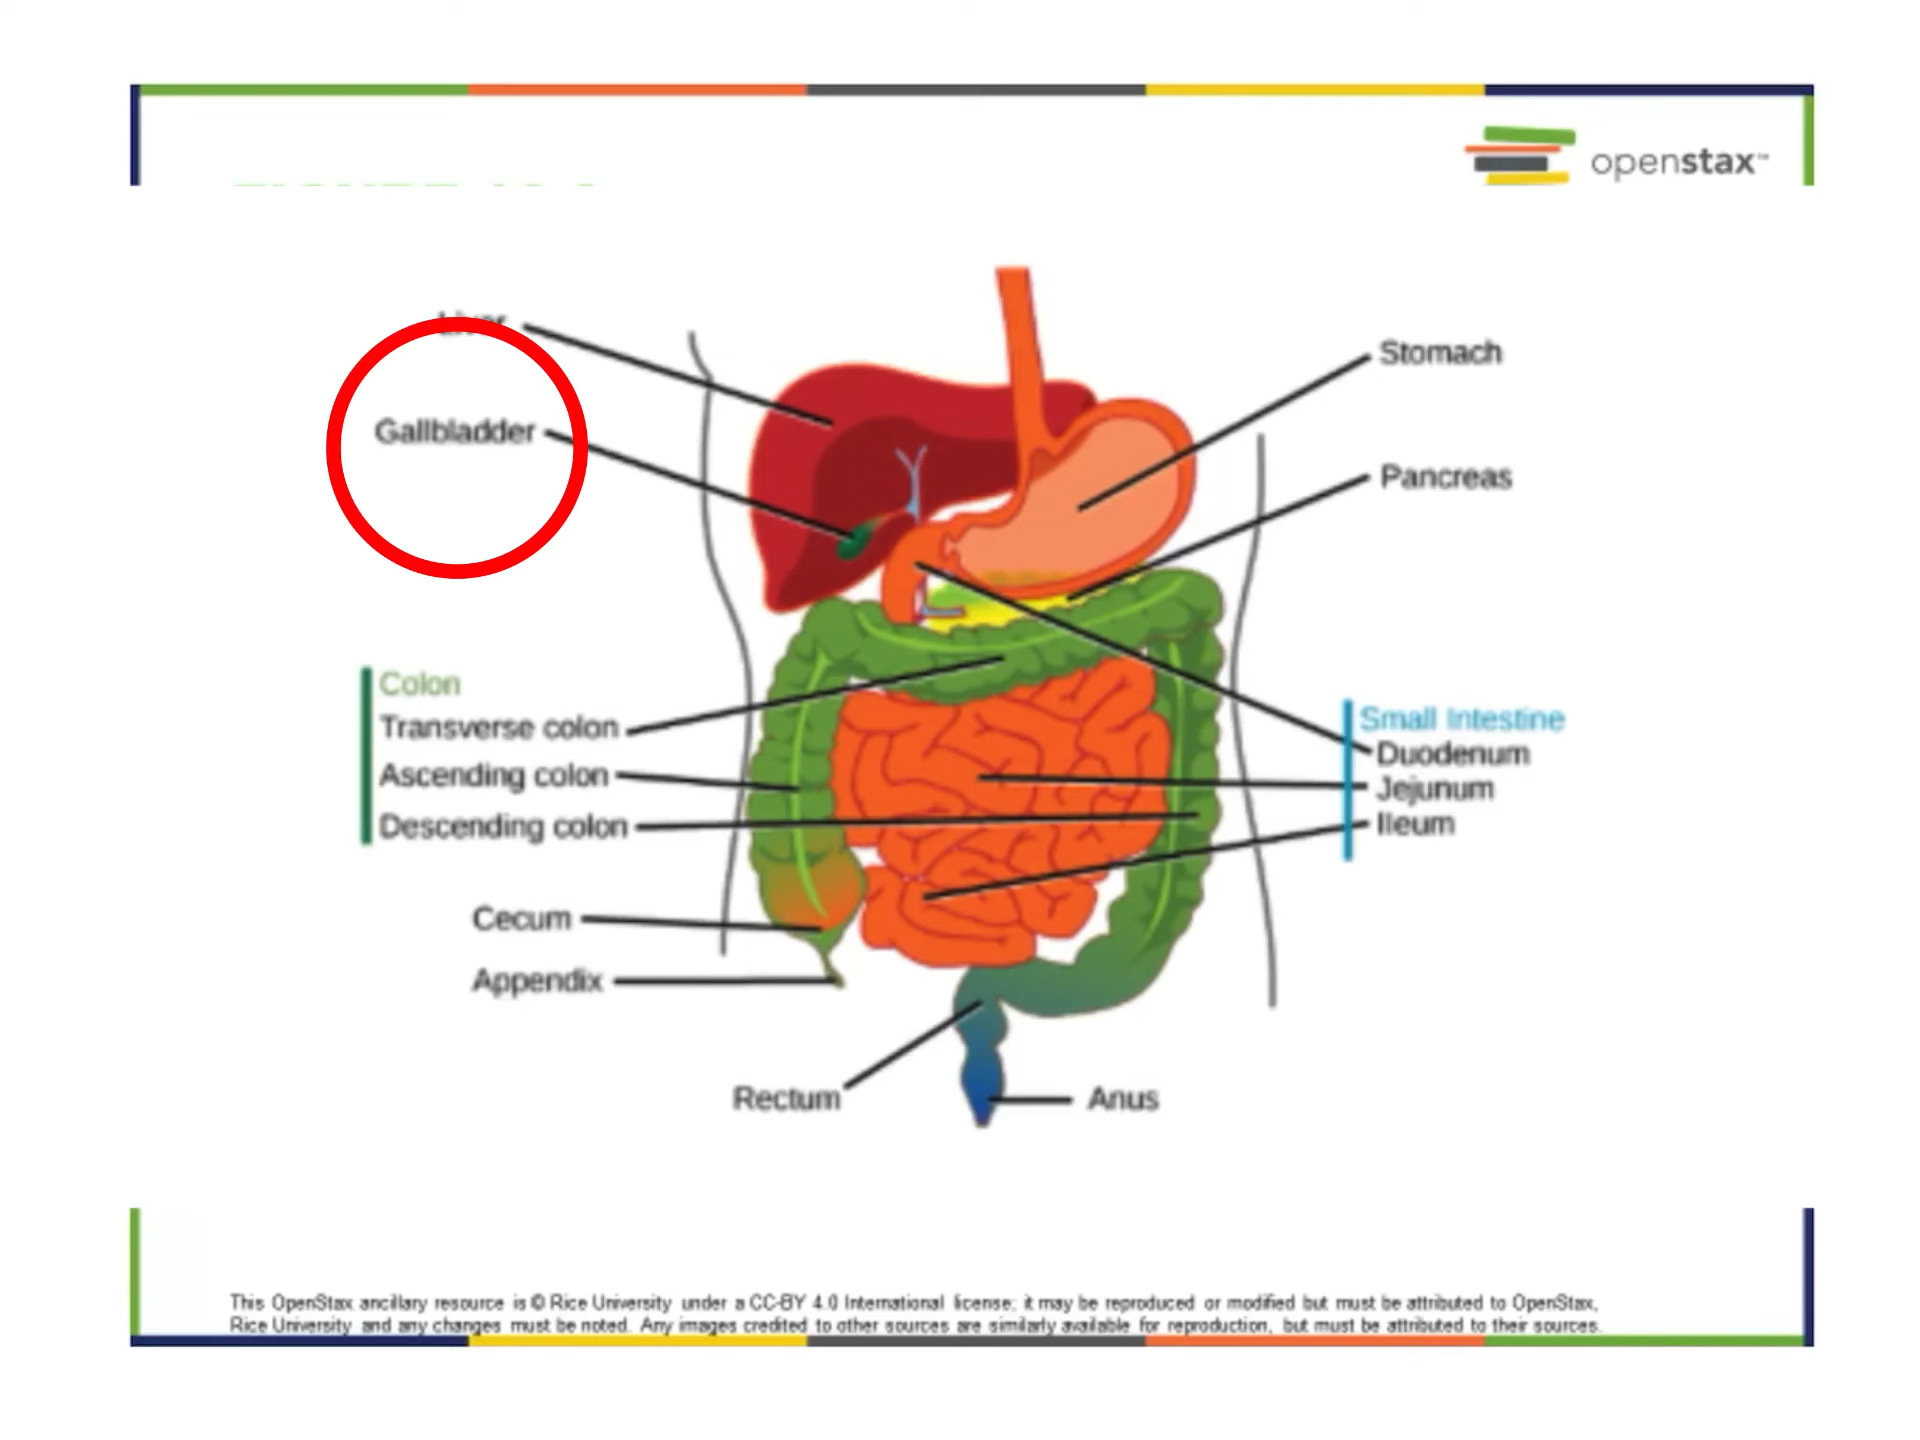 openstax™
Liver
Gallbladder
Stomach
Pancreas
Colon
Transverse colon
Ascending colon
Descending colon
Small Intestine
Duodenum
Jejunum
Ileum
Cecum
Appendix
Rectum
Anus
This OpenStax ancillary resource is © Rice University under a CC-BY 4.0 International license; it may be reproduced or modified but must be attributed to OpenStax,
Rice University and any changes must be noted. Any images credited to other sources are similarly available for reproduction, but must be attributed to their sources.